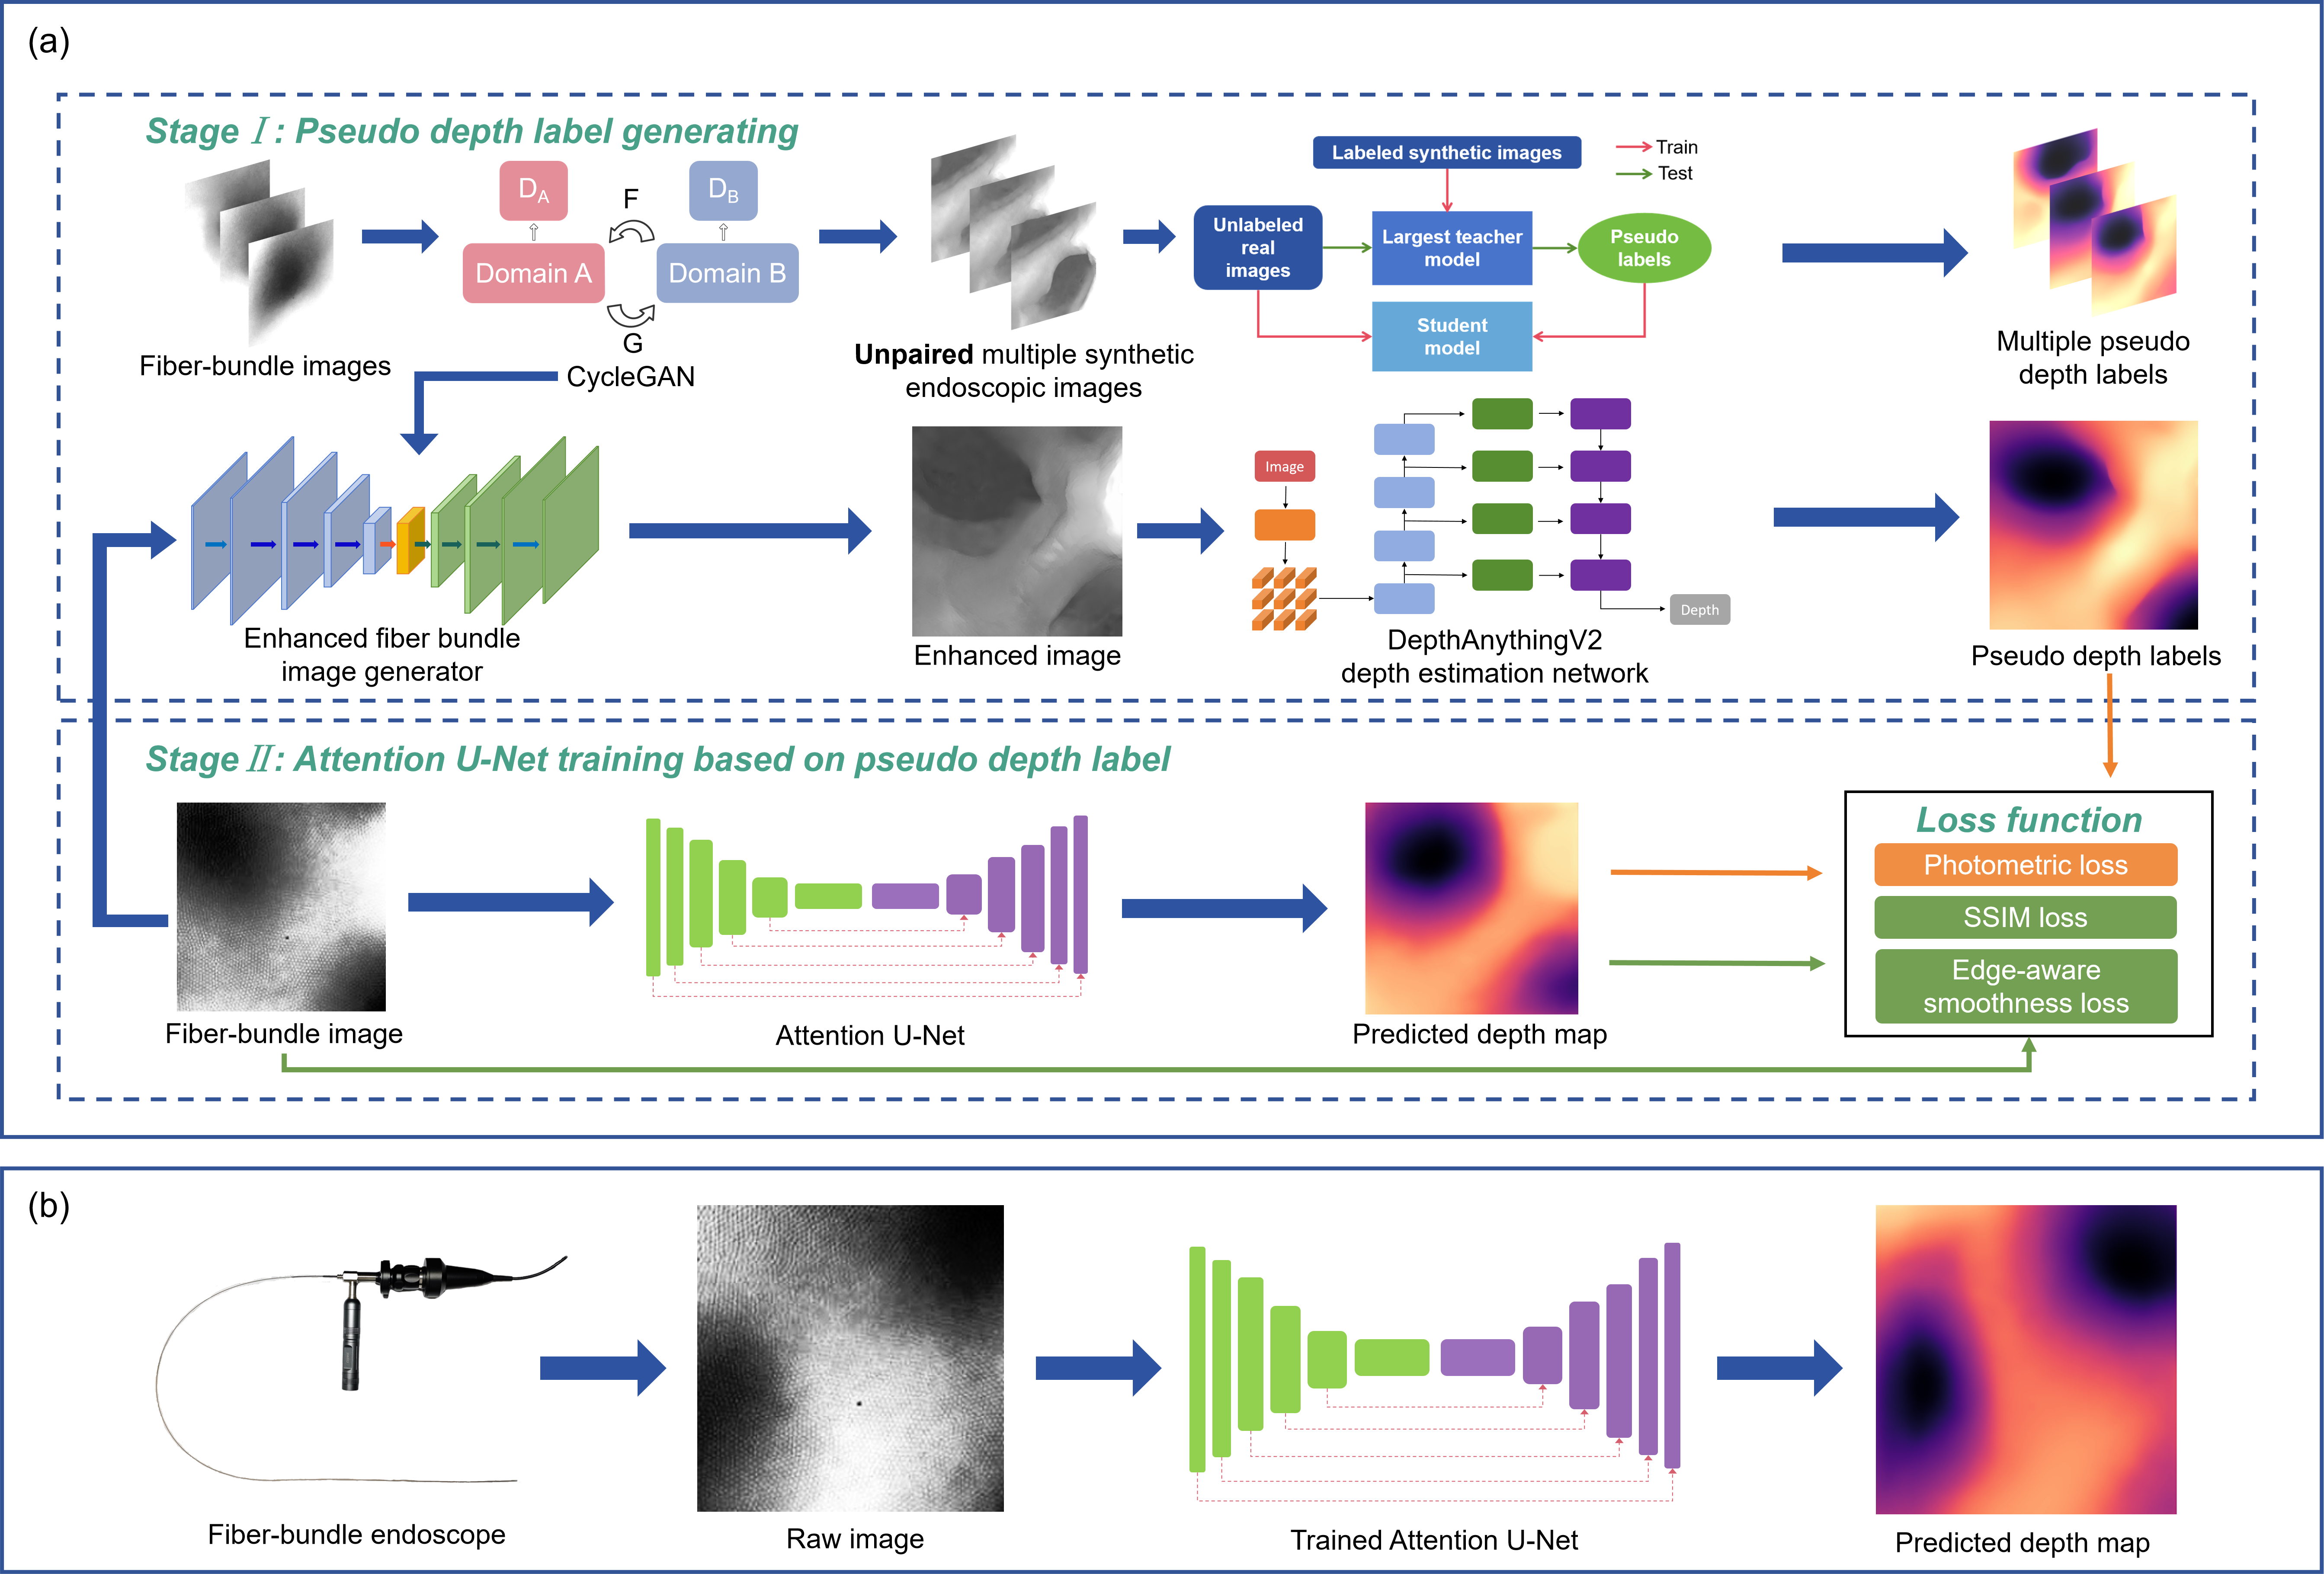 (a)
Stage I: Pseudo depth label generating
D_A
D_B
F
Domain A
Domain B
G
CycleGAN
Fiber-bundle images
Unpaired multiple synthetic
endoscopic images
Labeled synthetic images
Train
Test
Unlabeled
real
images
Largest teacher
model
Pseudo
labels
Student
model
Multiple pseudo
depth labels
Enhanced fiber bundle
image generator
Enhanced image
Image
Depth
DepthAnythingV2
depth estimation network
Pseudo depth labels
Stage II: Attention U-Net training based on pseudo depth label
Fiber-bundle image
Attention U-Net
Predicted depth map
Loss function
Photometric loss
SSIM loss
Edge-aware
smoothness loss
(b)
Fiber-bundle endoscope
Raw image
Trained Attention U-Net
Predicted depth map